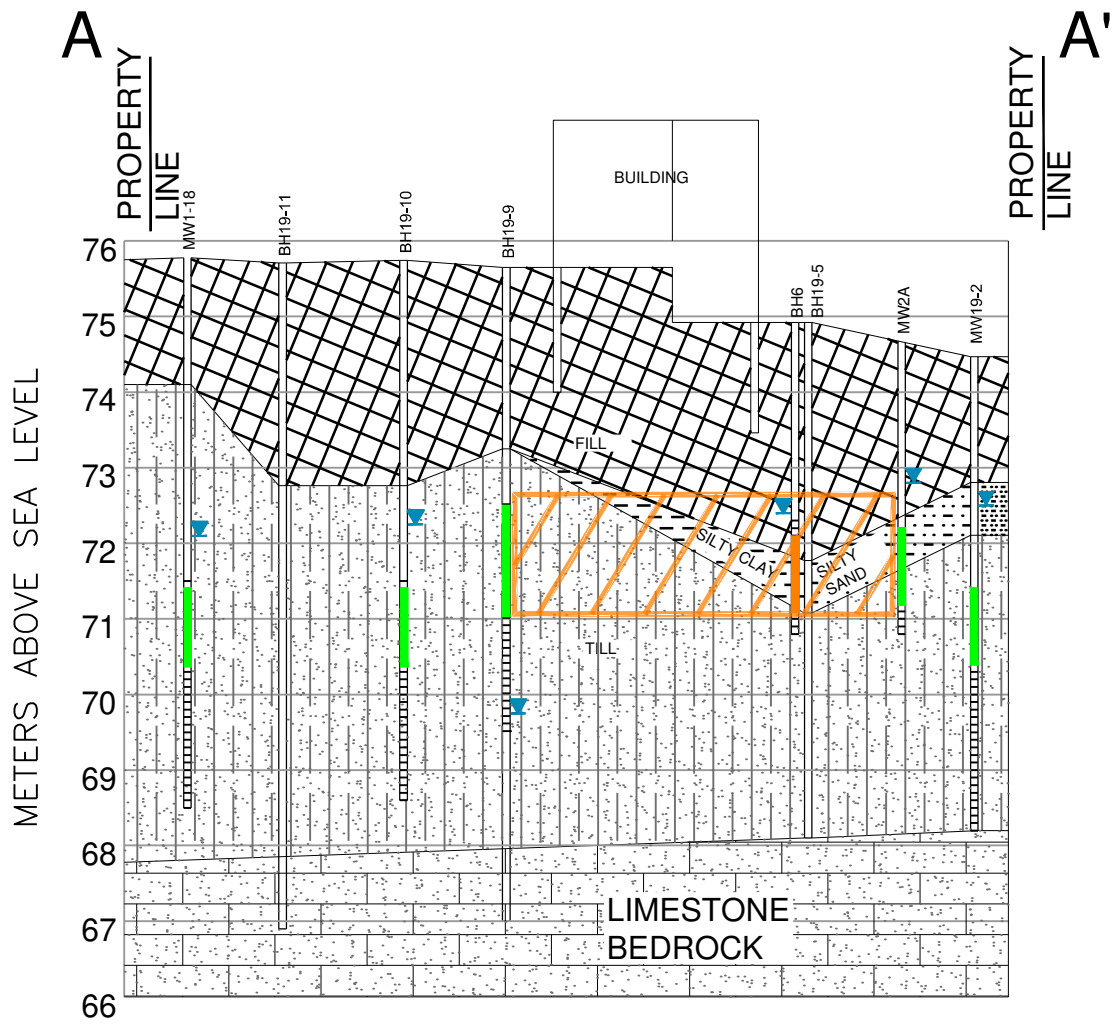 A
A'
PROPERTY
LINE
PROPERTY
LINE
BUILDING
MW1-18
BH19-11
BH19-10
BH19-9
BH6
BH19-5
MW2A
MW19-2
METERS ABOVE SEA LEVEL
76
75
74
73
72
71
70
69
68
67
66
FILL
SILTY CLAY
SILTY
SAND
TILL
LIMESTONE
BEDROCK